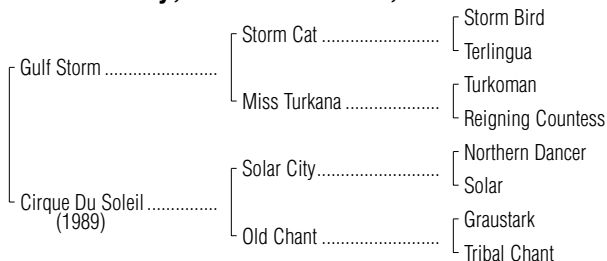 Storm Bird
Storm Cat ..............................
Terlingua
Gulf Storm ............................
Turkoman
Miss Turkana ........................
Reigning Countess
Northern Dancer
Solar City...............................
Solar
Cirque Du Soleil .................
(1989)
Graustark
Old Chant .............................
Tribal Chant